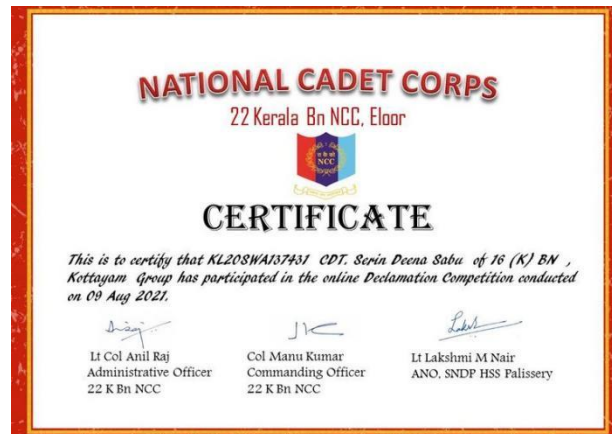 NATIONAL CADET CORPS
22 Kerala Bn NCC, Eloor
NCC
CERTIFICATE
This is to certify that KL20SWA137431 CDT. Serin Deena Sabu of 16 (K) BN ,
Kottayam Group has participated in the online Declamation Competition conducted
on 09 Aug 2021.
Lt Col Anil Raj
Administrative Officer
22 K Bn NCC
Col Manu Kumar
Commanding Officer
22 K Bn NCC
Lt Lakshmi M Nair
ANO, SNDP HSS Palissery